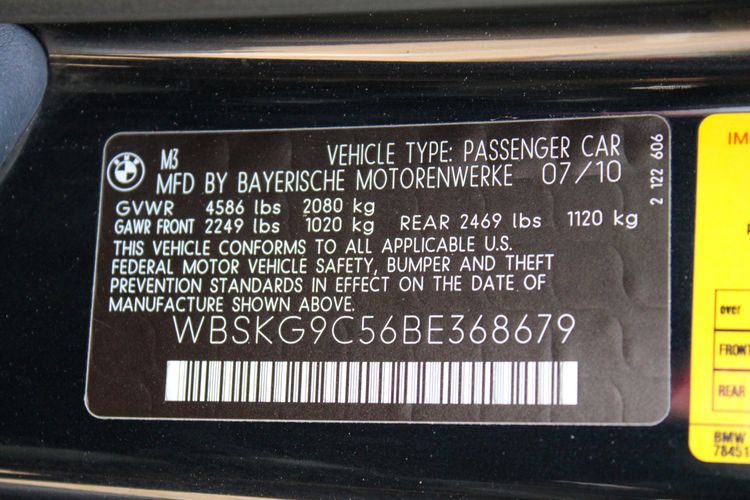 M3 VEHICLE TYPE: PASSENGER CAR
MFD BY BAYERISCHE MOTORENWERKE 07/10
GVWR 4586 lbs 2080 kg
GAWR FRONT 2249 lbs 1020 kg REAR 2469 lbs 1120 kg
THIS VEHICLE CONFORMS TO ALL APPLICABLE U.S.
FEDERAL MOTOR VEHICLE SAFETY, BUMPER AND THEFT
PREVENTION STANDARDS IN EFFECT ON THE DATE OF
MANUFACTURE SHOWN ABOVE.
WBSKG9C56BE368679
2 122 606
over
FRONT
REAR
BMW